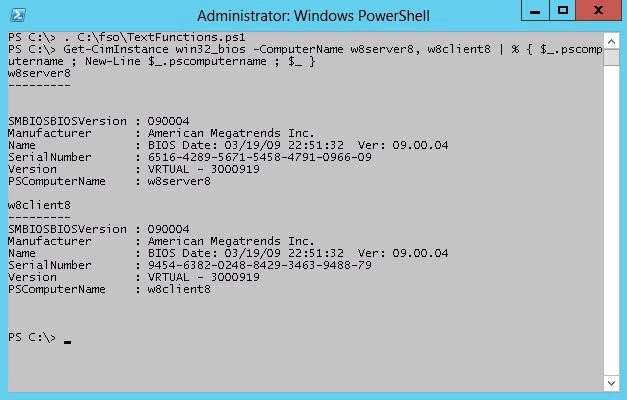 Administrator: Windows PowerShell
PS C:\> . C:\fso\TextFunctions.ps1
PS C:\> Get-CimInstance win32_bios -ComputerName w8server8, w8client8 | % { $_.pscomp
utername ; New-Line $_.pscomputername ; $_ }
w8server8
---------
SMBIOSBIOSVersion : 090004
Manufacturer      : American Megatrends Inc.
Name              : BIOS Date: 03/19/09 22:51:32  Ver: 09.00.04
SerialNumber      : 6516-4289-5671-5458-4791-0966-09
Version           : VRTUAL - 3000919
PSComputerName    : w8server8
w8client8
---------
SMBIOSBIOSVersion : 090004
Manufacturer      : American Megatrends Inc.
Name              : BIOS Date: 03/19/09 22:51:32  Ver: 09.00.04
SerialNumber      : 9454-6382-0248-8429-3463-9488-79
Version           : VRTUAL - 3000919
PSComputerName    : w8client8
PS C:\> _